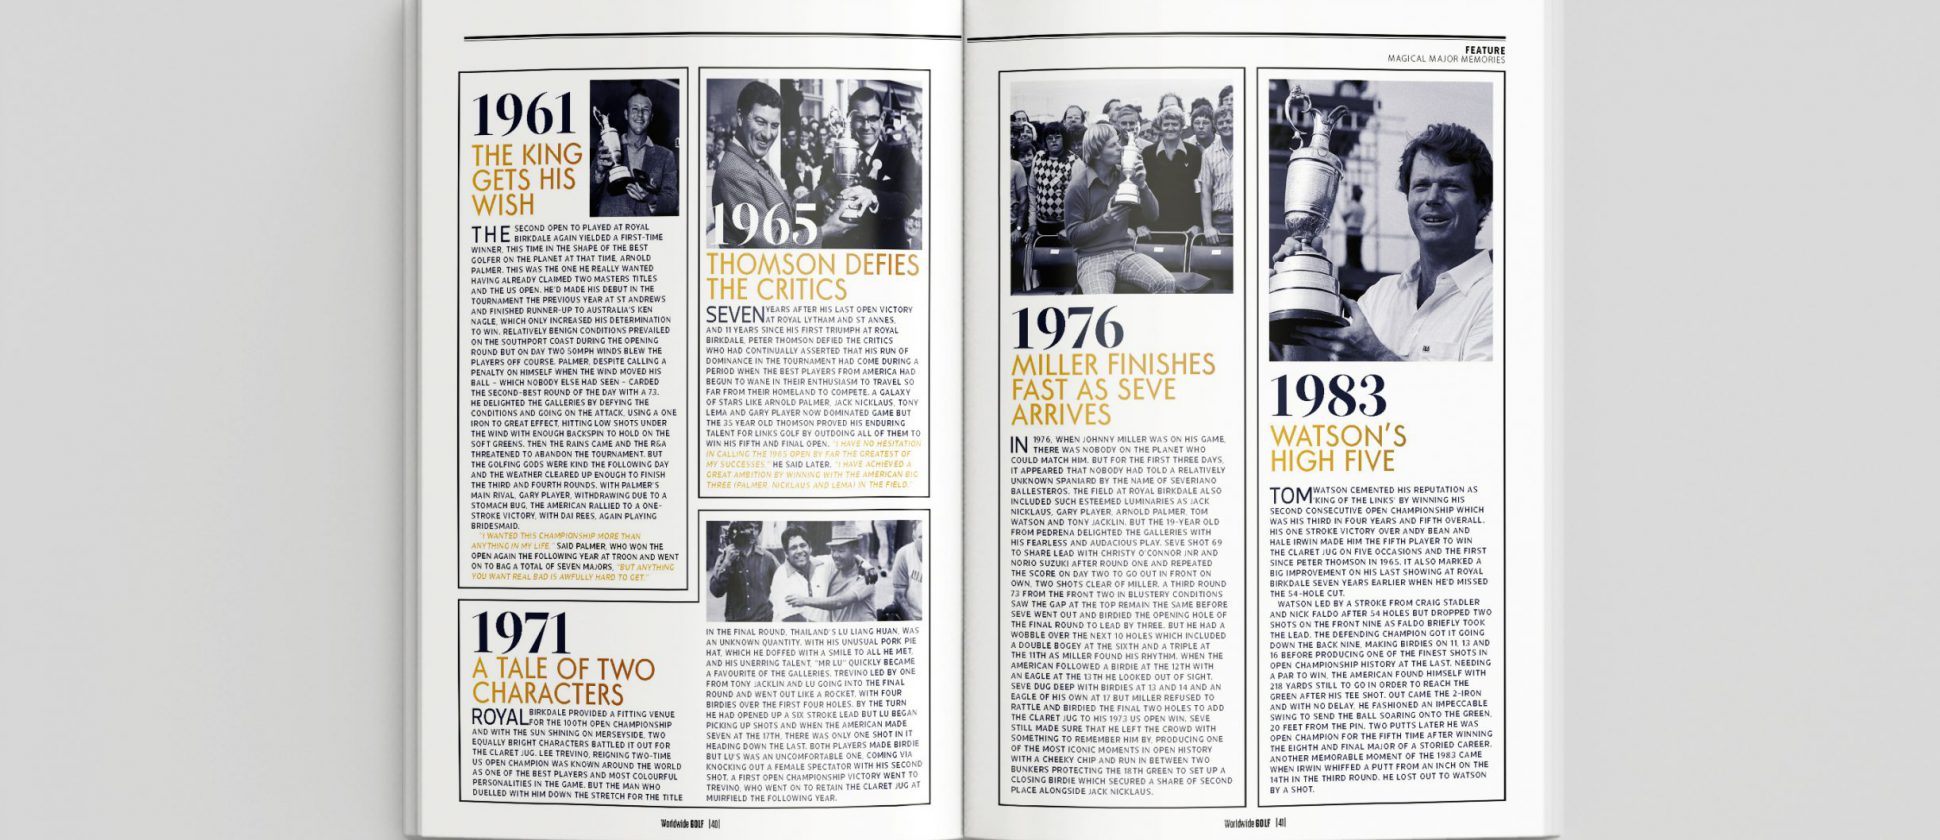 FEATURE
MAGICAL MAJOR MEMORIES
1961
THE KING
GETS HIS
WISH
THE SECOND OPEN TO PLAYED AT ROYAL
BIRKDALE AGAIN YIELDED A FIRST-TIME
WINNER, THIS TIME IN THE SHAPE OF THE BEST
GOLFER ON THE PLANET AT THAT TIME, ARNOLD
PALMER. THIS WAS THE ONE HE REALLY WANTED
HAVING ALREADY CLAIMED TWO MASTERS TITLES
AND THE US OPEN. HE'D MADE HIS DEBUT IN THE
TOURNAMENT THE PREVIOUS YEAR AT ST ANDREWS
AND FINISHED RUNNER-UP TO AUSTRALIA'S KEN
NAGLE, WHICH ONLY INCREASED HIS DETERMINATION
TO WIN. RELATIVELY BENIGN CONDITIONS PREVAILED
ON THE SOUTHPORT COAST DURING THE OPENING
ROUND BUT ON DAY TWO 50MPH WINDS BLEW THE
PLAYERS OFF COURSE. PALMER, DESPITE CALLING A
PENALTY ON HIMSELF WHEN THE WIND MOVED HIS
BALL – WHICH NOBODY ELSE HAD SEEN – CARDED
THE SECOND-BEST ROUND OF THE DAY WITH A 73.
HE DELIGHTED THE GALLERIES BY DEFYING THE
CONDITIONS AND GOING ON THE ATTACK, USING A ONE
IRON TO GREAT EFFECT, HITTING LOW SHOTS UNDER
THE WIND WITH ENOUGH BACKSPIN TO HOLD ON THE
SOFT GREENS. THEN THE RAINS CAME AND THE R&A
THREATENED TO ABANDON THE TOURNAMENT. BUT
THE GOLFING GODS WERE KIND THE FOLLOWING DAY
AND THE WEATHER CLEARED UP ENOUGH TO FINISH
THE THIRD AND FOURTH ROUNDS. WITH PALMER'S
MAIN RIVAL, GARY PLAYER, WITHDRAWING DUE TO A
STOMACH BUG, THE AMERICAN RALLIED TO A ONE-
STROKE VICTORY, WITH DAI REES, AGAIN PLAYING
BRIDESMAID.
"I WANTED THIS CHAMPIONSHIP MORE THAN
ANYTHING IN MY LIFE," SAID PALMER, WHO WON THE
OPEN AGAIN THE FOLLOWING YEAR AT TROON AND WENT
ON TO BAG A TOTAL OF SEVEN MAJORS, "BUT ANYTHING
YOU WANT REAL BAD IS AWFULLY HARD TO GET."
1965
THOMSON DEFIES
THE CRITICS
SEVEN YEARS AFTER HIS LAST OPEN VICTORY
AT ROYAL LYTHAM AND ST ANNES,
AND 11 YEARS SINCE HIS FIRST TRIUMPH AT ROYAL
BIRKDALE, PETER THOMSON DEFIED THE CRITICS
WHO HAD CONTINUALLY ASSERTED THAT HIS RUN OF
DOMINANCE IN THE TOURNAMENT HAD COME DURING A
PERIOD WHEN THE BEST PLAYERS FROM AMERICA HAD
BEGUN TO WANE IN THEIR ENTHUSIASM TO TRAVEL SO
FAR FROM THEIR HOMELAND TO COMPETE. A GALAXY
OF STARS LIKE ARNOLD PALMER, JACK NICKLAUS, TONY
LEMA AND GARY PLAYER NOW DOMINATED GAME BUT
THE 35 YEAR OLD THOMSON PROVED HIS ENDURING
TALENT FOR LINKS GOLF BY OUTDOING ALL OF THEM TO
WIN HIS FIFTH AND FINAL OPEN. "I HAVE NO HESITATION
IN CALLING THE 1965 OPEN BY FAR THE GREATEST OF
MY SUCCESSES," HE SAID LATER. "I HAVE ACHIEVED A
GREAT AMBITION BY WINNING WITH THE AMERICAN BIG
THREE (PALMER, NICKLAUS AND LEMA) IN THE FIELD."
1971
A TALE OF TWO
CHARACTERS
ROYAL BIRKDALE PROVIDED A FITTING VENUE
FOR THE 100TH OPEN CHAMPIONSHIP
AND WITH THE SUN SHINING ON MERSEYSIDE, TWO
EQUALLY BRIGHT CHARACTERS BATTLED IT OUT FOR
THE CLARET JUG. LEE TREVINO, REIGNING TWO-TIME
US OPEN CHAMPION WAS KNOWN AROUND THE WORLD
AS ONE OF THE BEST PLAYERS AND MOST COLOURFUL
PERSONALITIES IN THE GAME. BUT THE MAN WHO
DUELLED WITH HIM DOWN THE STRETCH FOR THE TITLE
IN THE FINAL ROUND, THAILAND'S LU LIANG HUAN, WAS
AN UNKNOWN QUANTITY. WITH HIS UNUSUAL PORK PIE
HAT, WHICH HE DOFFED WITH A SMILE TO ALL HE MET,
AND HIS UNERRING TALENT, "MR LU" QUICKLY BECAME
A FAVOURITE OF THE GALLERIES. TREVINO LED BY ONE
FROM TONY JACKLIN AND LU GOING INTO THE FINAL
ROUND AND WENT OUT LIKE A ROCKET, WITH FOUR
BIRDIES OVER THE FIRST FOUR HOLES. BY THE TURN
HE HAD OPENED UP A SIX STROKE LEAD BUT LU BEGAN
PICKING UP SHOTS AND WHEN THE AMERICAN MADE
SEVEN AT THE 17TH, THERE WAS ONLY ONE SHOT IN IT
HEADING DOWN THE LAST. BOTH PLAYERS MADE BIRDIE
BUT LU'S WAS AN UNCOMFORTABLE ONE, COMING VIA
KNOCKING OUT A FEMALE SPECTATOR WITH HIS SECOND
SHOT. A FIRST OPEN CHAMPIONSHIP VICTORY WENT TO
TREVINO, WHO WENT ON TO RETAIN THE CLARET JUG AT
MUIRFIELD THE FOLLOWING YEAR.
Worldwide GOLF |40|
1976
MILLER FINISHES
FAST AS SEVE
ARRIVES
IN 1976, WHEN JOHNNY MILLER WAS ON HIS GAME,
THERE WAS NOBODY ON THE PLANET WHO
COULD MATCH HIM. BUT FOR THE FIRST THREE DAYS,
IT APPEARED THAT NOBODY HAD TOLD A RELATIVELY
UNKNOWN SPANIARD BY THE NAME OF SEVERIANO
BALLESTEROS. THE FIELD AT ROYAL BIRKDALE ALSO
INCLUDED SUCH ESTEEMED LUMINARIES AS JACK
NICKLAUS, GARY PLAYER, ARNOLD PALMER, TOM
WATSON AND TONY JACKLIN. BUT THE 19-YEAR OLD
FROM PEDRENA DELIGHTED THE GALLERIES WITH
HIS FEARLESS AND AUDACIOUS PLAY. SEVE SHOT 69
TO SHARE LEAD WITH CHRISTY O'CONNOR JNR AND
NORIO SUZUKI AFTER ROUND ONE AND REPEATED
THE SCORE ON DAY TWO TO GO OUT IN FRONT ON
OWN, TWO SHOTS CLEAR OF MILLER. A THIRD ROUND
73 FROM THE FRONT TWO IN BLUSTERY CONDITIONS
SAW THE GAP AT THE TOP REMAIN THE SAME BEFORE
SEVE WENT OUT AND BIRDIED THE OPENING HOLE OF
THE FINAL ROUND TO LEAD BY THREE. BUT HE HAD A
WOBBLE OVER THE NEXT 10 HOLES WHICH INCLUDED
A DOUBLE BOGEY AT THE SIXTH AND A TRIPLE AT
THE 11TH AS MILLER FOUND HIS RHYTHM. WHEN THE
AMERICAN FOLLOWED A BIRDIE AT THE 12TH WITH
AN EAGLE AT THE 13TH HE LOOKED OUT OF SIGHT.
SEVE DUG DEEP WITH BIRDIES AT 13 AND 14 AND AN
EAGLE OF HIS OWN AT 17 BUT MILLER REFUSED TO
RATTLE AND BIRDIED THE FINAL TWO HOLES TO ADD
THE CLARET JUG TO HIS 1973 US OPEN WIN. SEVE
STILL MADE SURE THAT HE LEFT THE CROWD WITH
SOMETHING TO REMEMBER HIM BY, PRODUCING ONE
OF THE MOST ICONIC MOMENTS IN OPEN HISTORY
WITH A CHEEKY CHIP AND RUN IN BETWEEN TWO
BUNKERS PROTECTING THE 18TH GREEN TO SET UP A
CLOSING BIRDIE WHICH SECURED A SHARE OF SECOND
PLACE ALONGSIDE JACK NICKLAUS.
1983
WATSON'S
HIGH FIVE
TOM WATSON CEMENTED HIS REPUTATION AS
'KING OF THE LINKS' BY WINNING HIS
SECOND CONSECUTIVE OPEN CHAMPIONSHIP WHICH
WAS HIS THIRD IN FOUR YEARS AND FIFTH OVERALL.
HIS ONE STROKE VICTORY OVER ANDY BEAN AND
HALE IRWIN MADE HIM THE FIFTH PLAYER TO WIN
THE CLARET JUG ON FIVE OCCASIONS AND THE FIRST
SINCE PETER THOMSON IN 1965. IT ALSO MARKED A
BIG IMPROVEMENT ON HIS LAST SHOWING AT ROYAL
BIRKDALE SEVEN YEARS EARLIER WHEN HE'D MISSED
THE 54-HOLE CUT.
WATSON LED BY A STROKE FROM CRAIG STADLER
AND NICK FALDO AFTER 54 HOLES BUT DROPPED TWO
SHOTS ON THE FRONT NINE AS FALDO BRIEFLY TOOK
THE LEAD. THE DEFENDING CHAMPION GOT IT GOING
DOWN THE BACK NINE, MAKING BIRDIES ON 11, 13 AND
16 BEFORE PRODUCING ONE OF THE FINEST SHOTS IN
OPEN CHAMPIONSHIP HISTORY AT THE LAST. NEEDING
A PAR TO WIN, THE AMERICAN FOUND HIMSELF WITH
218 YARDS STILL TO GO IN ORDER TO REACH THE
GREEN AFTER HIS TEE SHOT. OUT CAME THE 2-IRON
AND WITH NO DELAY, HE FASHIONED AN IMPECCABLE
SWING TO SEND THE BALL SOARING ONTO THE GREEN,
20 FEET FROM THE PIN. TWO PUTTS LATER HE WAS
OPEN CHAMPION FOR THE FIFTH TIME AFTER WINNING
THE EIGHTH AND FINAL MAJOR OF A STORIED CAREER.
ANOTHER MEMORABLE MOMENT OF THE 1983 CAME
WHEN IRWIN WHIFFED A PUTT FROM AN INCH ON THE
14TH IN THE THIRD ROUND. HE LOST OUT TO WATSON
BY A SHOT.
Worldwide GOLF |41|